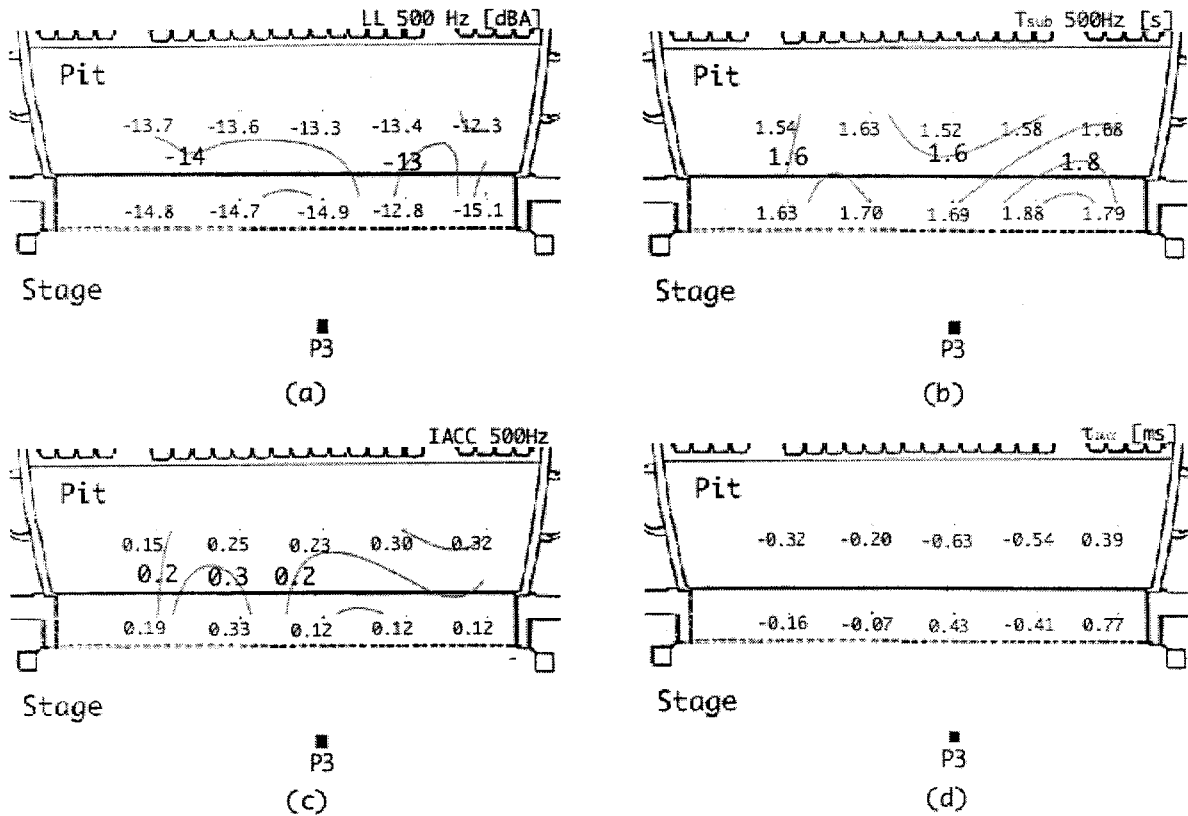 LL 500 Hz [dBA]
Pit
-13.7 -13.6 -13.3 -13.4 -12.3
-14 -13
-14.8 -14.7 -14.9 -12.8 -15.1
Stage
P3
(a)
Tsub 500Hz [s]
Pit
1.54 1.63 1.52 1.58 1.68
1.6 1.6 1.8
1.63 1.70 1.69 1.88 1.79
Stage
P3
(b)
IACC 500Hz
Pit
0.15 0.25 0.23 0.30 0.32
0.2 0.3 0.2
0.19 0.33 0.12 0.12 0.12
Stage
P3
(c)
[ms]
Pit
-0.32 -0.20 -0.63 -0.54 0.39
-0.16 -0.07 0.43 -0.41 0.77
Stage
P3
(d)